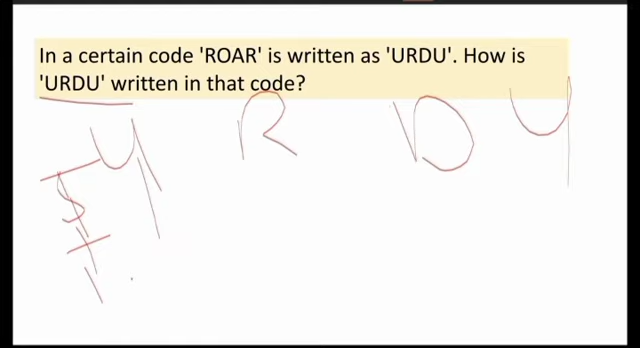 In a certain code 'ROAR' is written as 'URDU'. How is
'URDU' written in that code?
U R D U
S
T